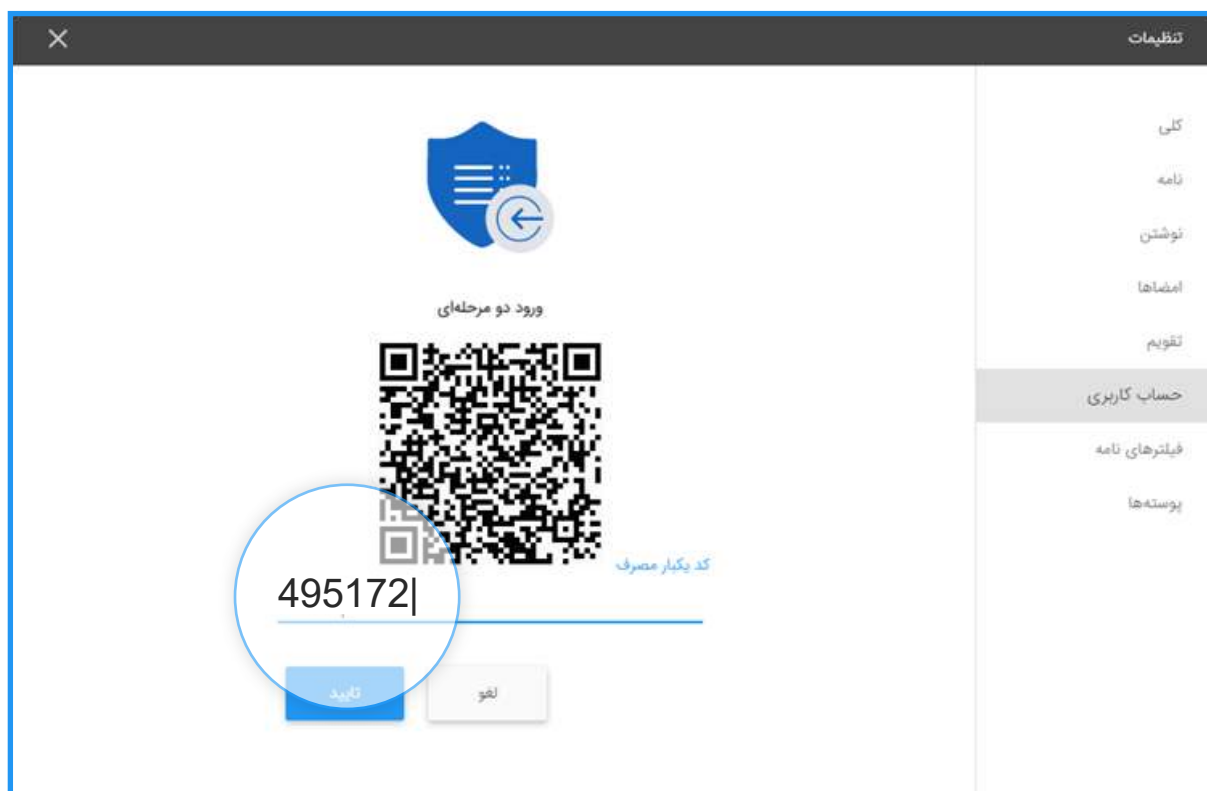 تنظیمات
کلی
نامه
نوشتن
امضاها
تقویم
حساب کاربری
فیلترهای نامه
پوسته‌ها
ورود دو مرحله‌ای
کد یکبار مصرف
495172
لغو
تایید